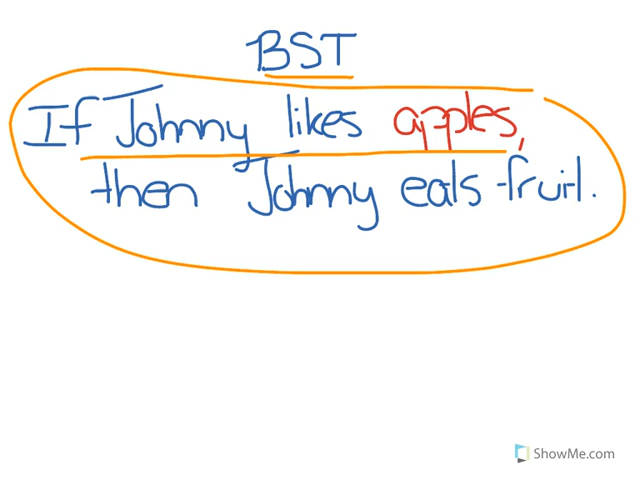 BST
If Johnny likes apples,
then Johnny eats fruit.
ShowMe.com